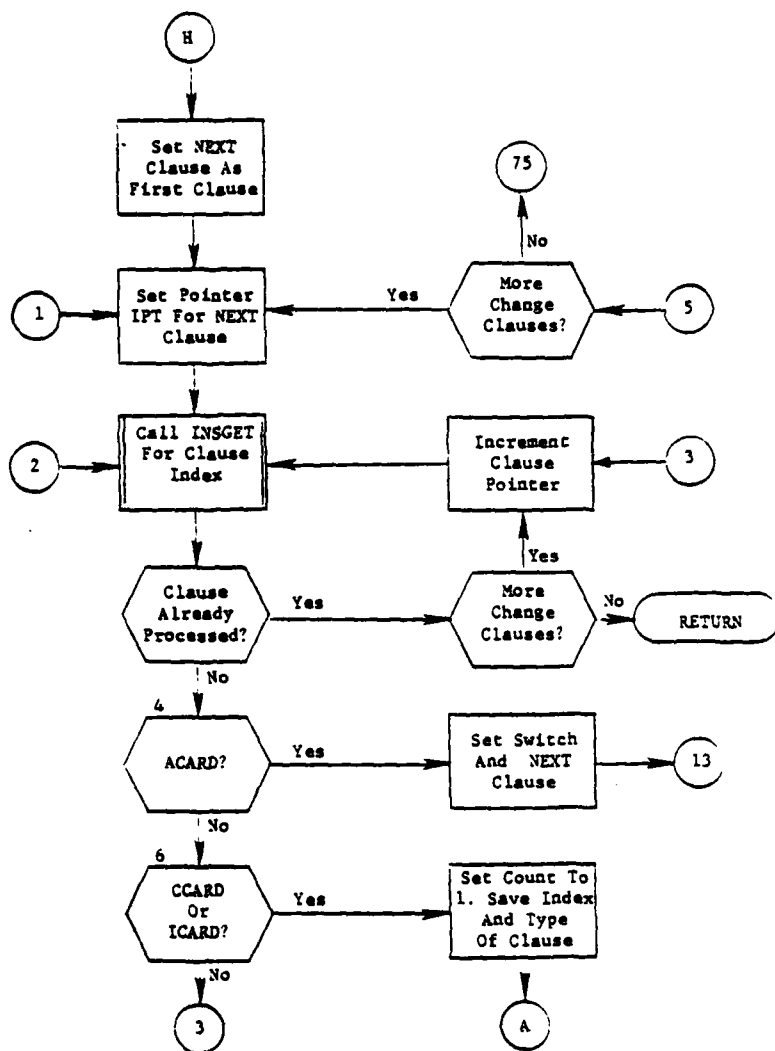 H
Set NEXT
Clause As
First Clause
75
No
1
Set Pointer
IPT For NEXT
Clause
Yes
More
Change
Clauses?
5
2
Call INSGET
For Clause
Index
Increment
Clause
Pointer
3
Yes
Clause
Already
Processed?
Yes
More
Change
Clauses?
No
RETURN
No
4
ACARD?
Yes
Set Switch
And NEXT
Clause
13
No
6
CCARD
Or
ICARD?
Yes
Set Count To
1. Save Index
And Type
Of Clause
No
3
A